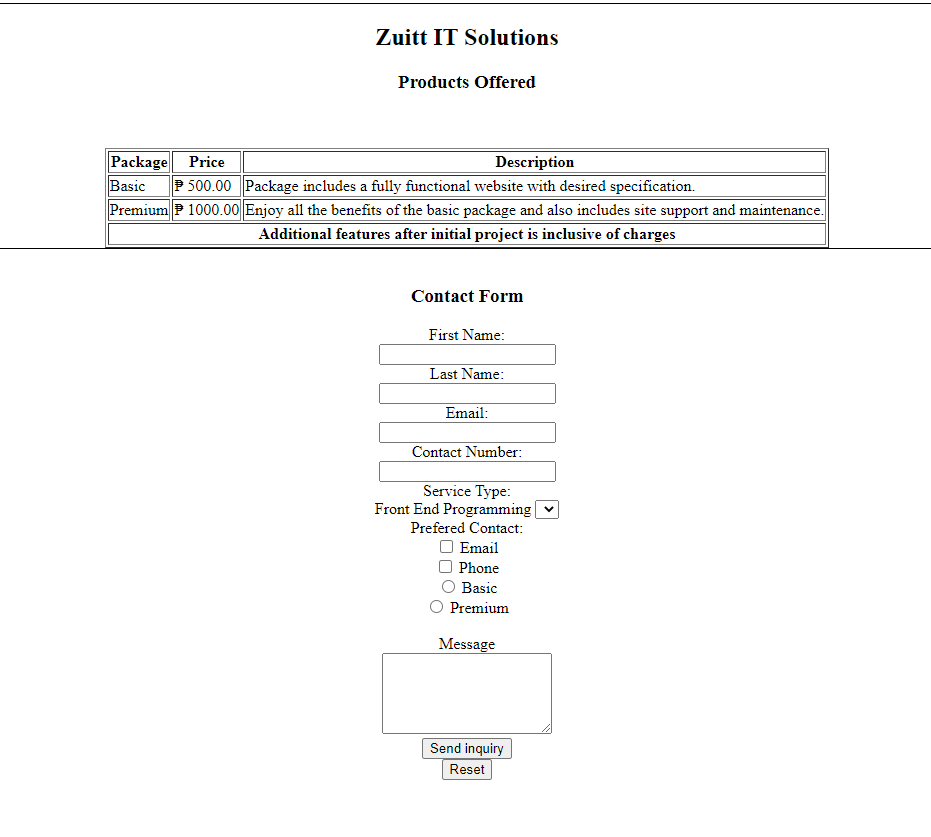 Zuitt IT Solutions
Products Offered
Package Price Description
Basic ₱ 500.00 Package includes a fully functional website with desired specification.
Premium ₱ 1000.00 Enjoy all the benefits of the basic package and also includes site support and maintenance.
Additional features after initial project is inclusive of charges
Contact Form
First Name:
Last Name:
Email:
Contact Number:
Service Type:
Front End Programming
Prefered Contact:
Email
Phone
Basic
Premium
Message
Send inquiry
Reset